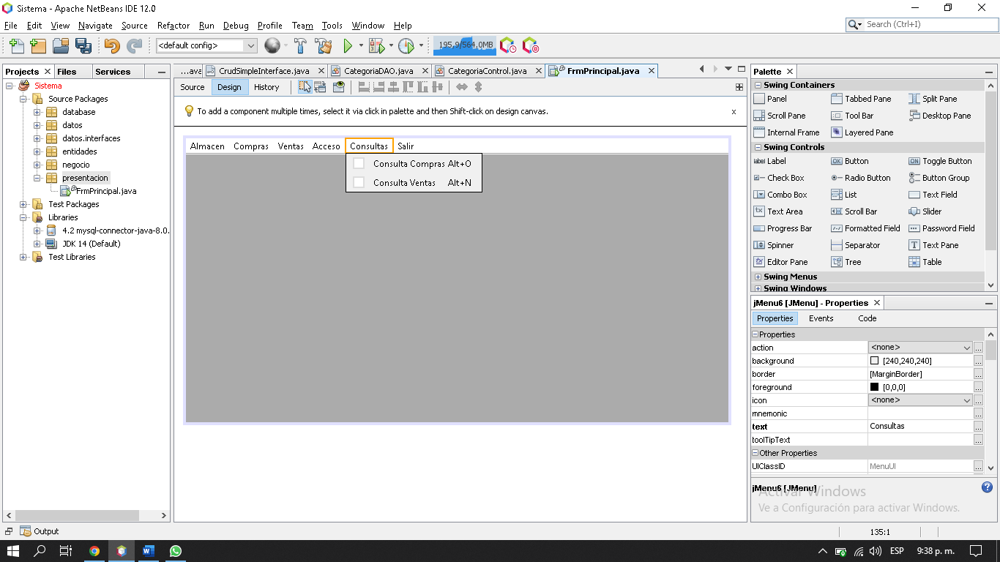 Sistema - Apache NetBeans IDE 12.0
File Edit View Navigate Source Refactor Run Debug Profile Team Tools Window Help
Search (Ctrl+I)
<default config>
195,9/564,0MB
Projects Files Services
Sistema
Source Packages
database
datos
datos.interfaces
entidades
negocio
presentacion
FrmPrincipal.java
Test Packages
Libraries
4.2 mysql-connector-java-8.0.
JDK 14 (Default)
Test Libraries
...ava CrudSimpleInterface.java CategoriaDAO.java CategoriaControl.java FrmPrincipal.java
Source Design History
To add a component multiple times, select it via click in palette and then Shift-click on design canvas.
x
Almacen Compras Ventas Acceso Consultas Salir
Consulta Compras Alt+O
Consulta Ventas Alt+N
Palette
Swing Containers
Panel Tabbed Pane Split Pane
Scroll Pane Tool Bar Desktop Pane
Internal Frame Layered Pane
Swing Controls
label Label OK Button ON Toggle Button
Check Box Radio Button Button Group
Combo Box List Text Field
Text Area Scroll Bar Slider
Progress Bar Formatted Field Password Field
Spinner Separator T Text Pane
Editor Pane Tree Table
Swing Menus
Swing Windows
jMenu6 [JMenu] - Properties
Properties Events Code
Properties
action <none> ...
background [240,240,240] ...
border [MarginBorder] ...
foreground [0,0,0] ...
icon <none> ...
mnemonic ...
text Consultas ...
toolTipText ...
Other Properties
UIClassID MenuUI ...
jMenu6 [JMenu]
Activar Windows
Ve a Configuración para activar Windows.
Output
135:1
ESP 9:38 p. m.